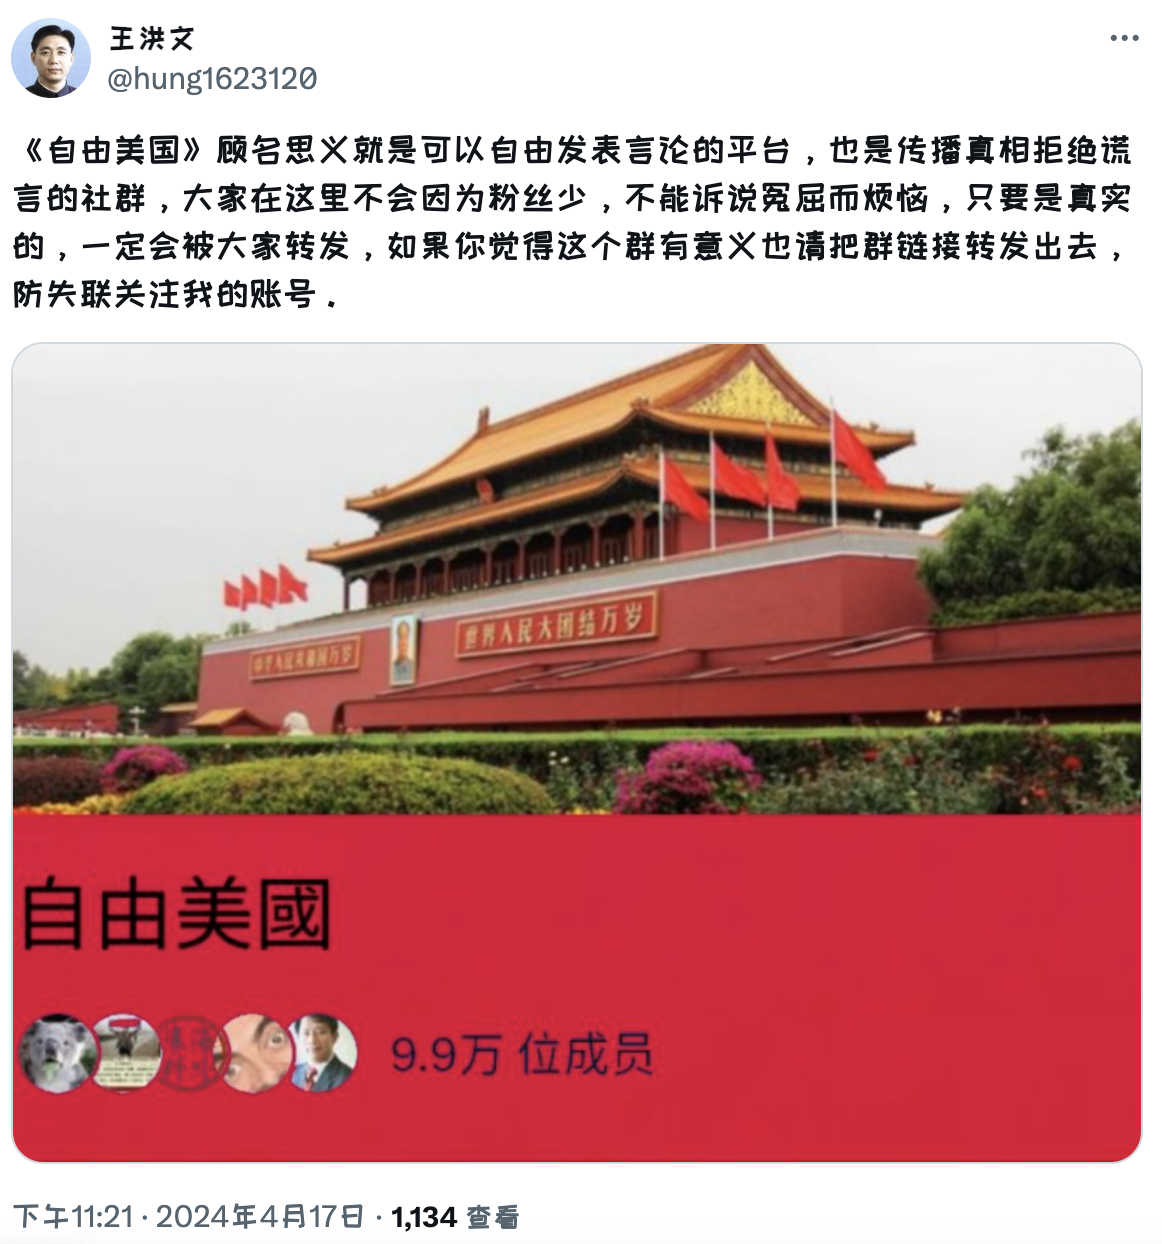 王洪文
@hung1623120
《自由美国》顾名思义就是可以自由发表言论的平台，也是传播真相拒绝谎
言的社群，大家在这里不会因为粉丝少，不能诉说冤屈而烦恼，只要是真实
的，一定会被大家转发，如果你觉得这个群有意义也请把群链接转发出去，
防失联关注我的账号．
中华人民共和国万岁
世界人民大团结万岁
自由美國
9.9万 位成员
下午11:21 · 2024年4月17日 · 1,134 查看